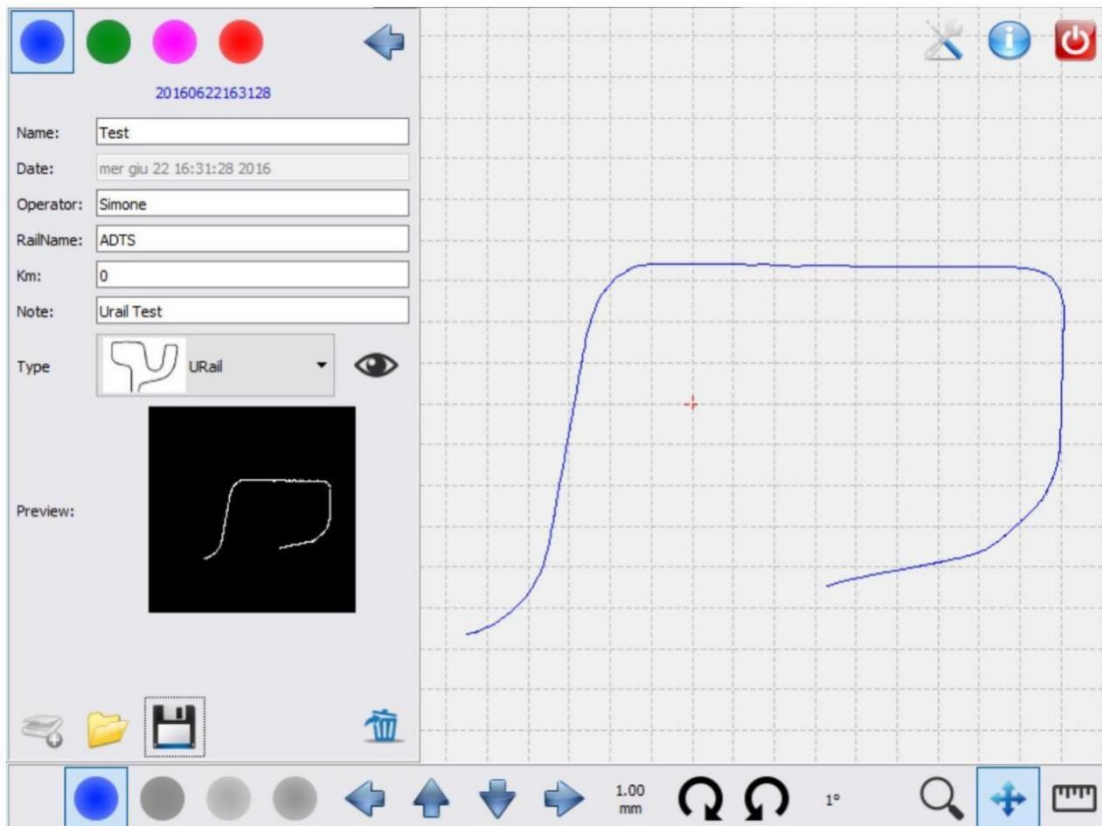 20160622163128
Name: Test
Date: mer giu 22 16:31:28 2016
Operator: Simone
RailName: ADTS
Km: 0
Note: Urail Test
Type URail
Preview:
1.00 mm 1°